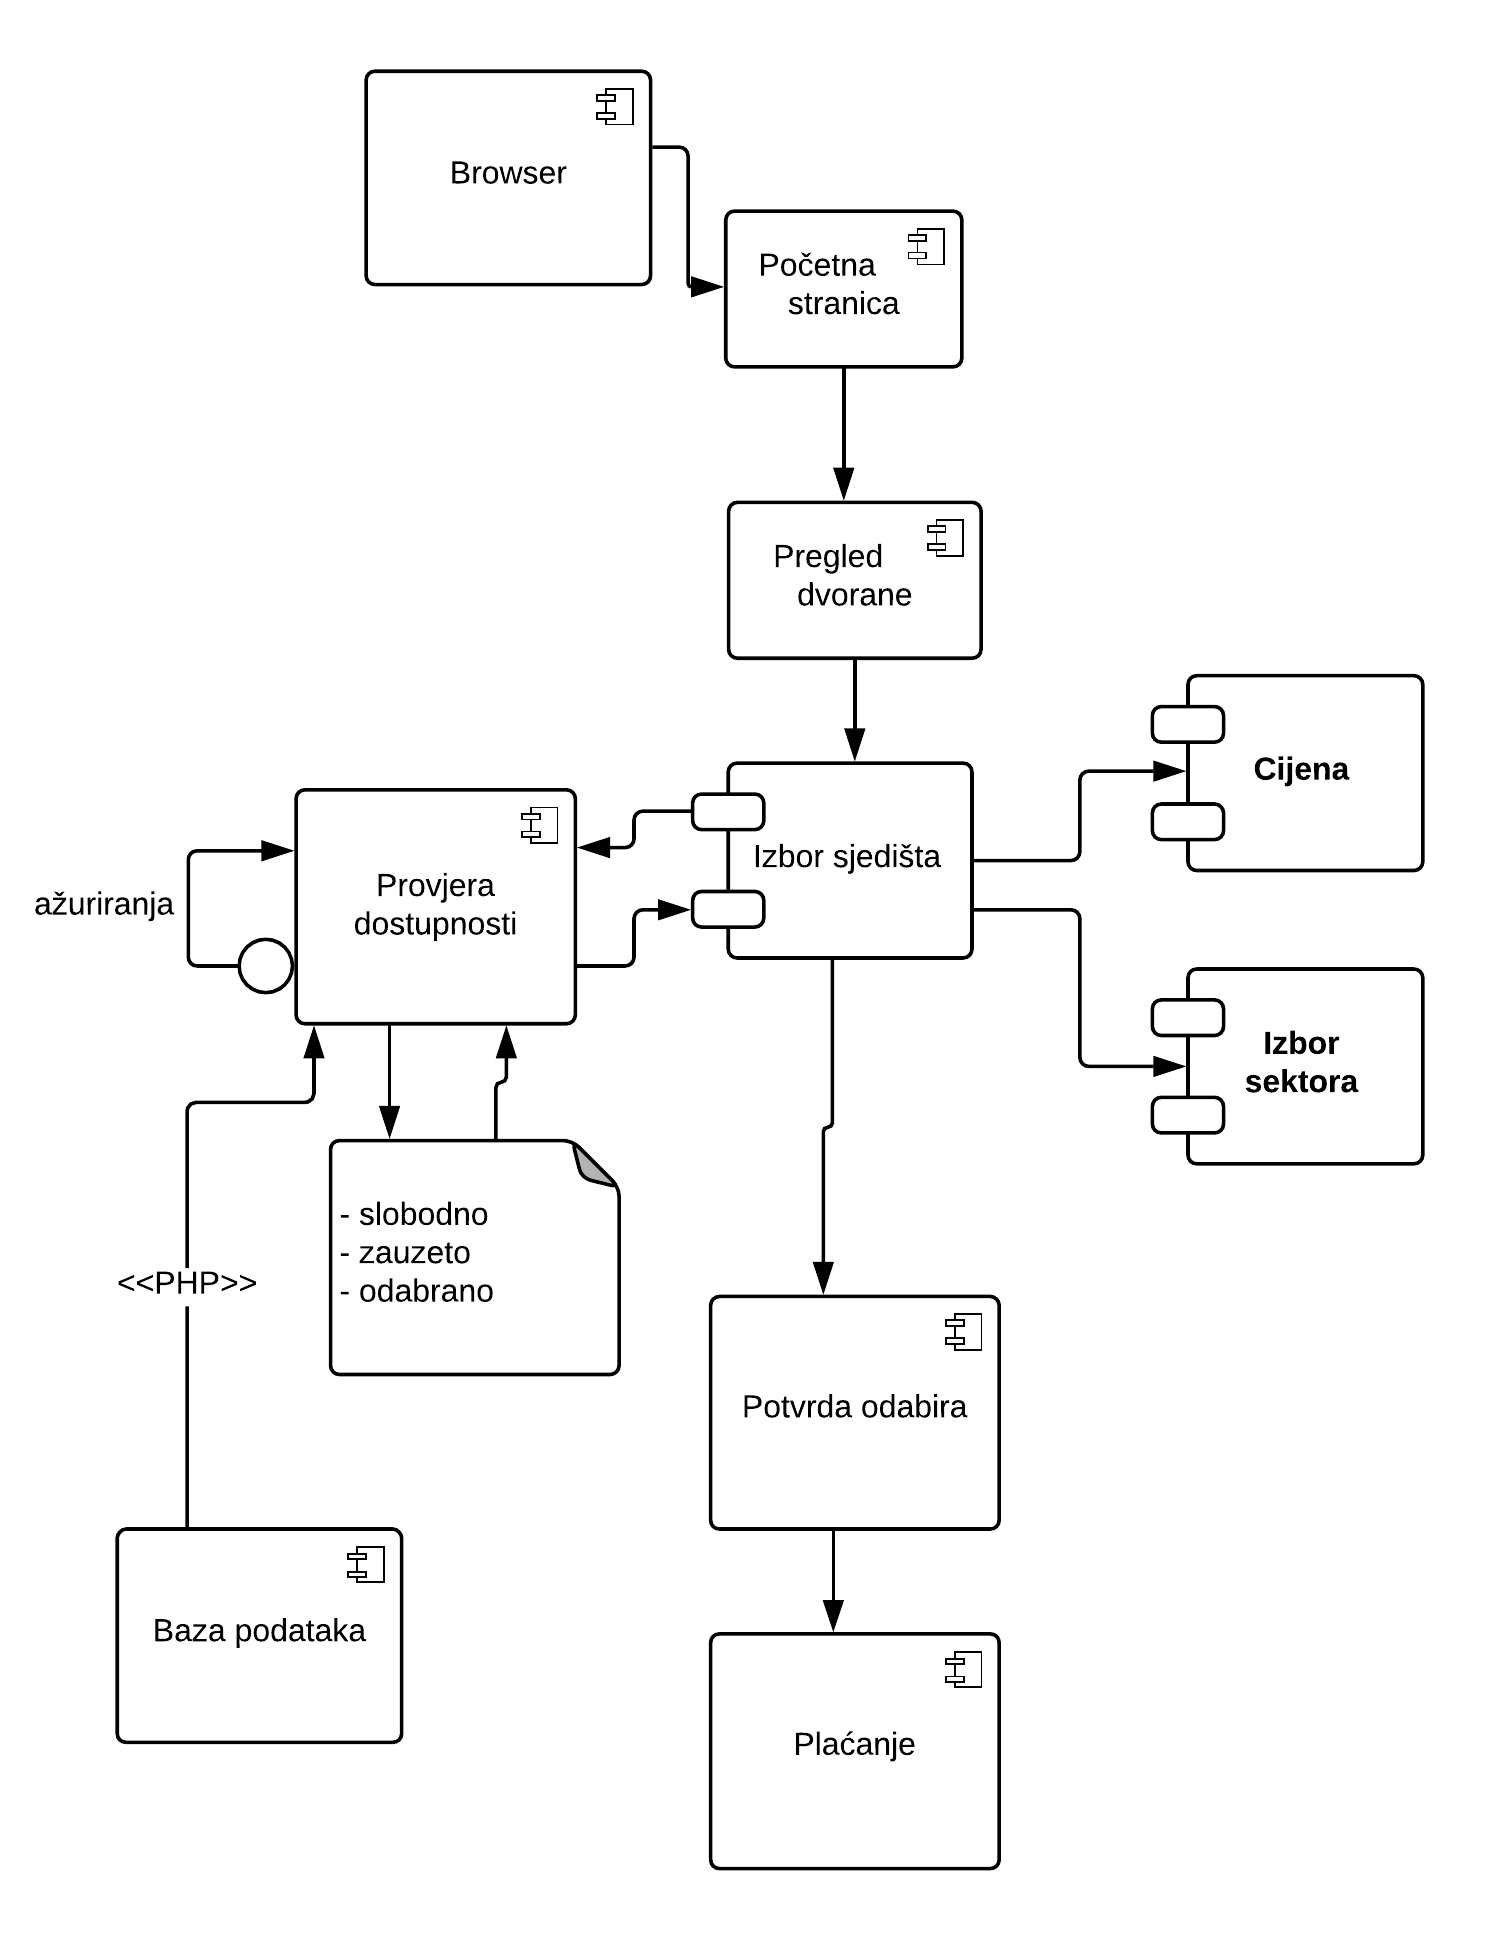 Browser
Početna
stranica
Pregled
dvorane
Cijena
Izbor sjedišta
Provjera
dostupnosti
ažuriranja
Izbor
sektora
- slobodno
- zauzeto
- odabrano
<<PHP>>
Potvrda odabira
Baza podataka
Plaćanje